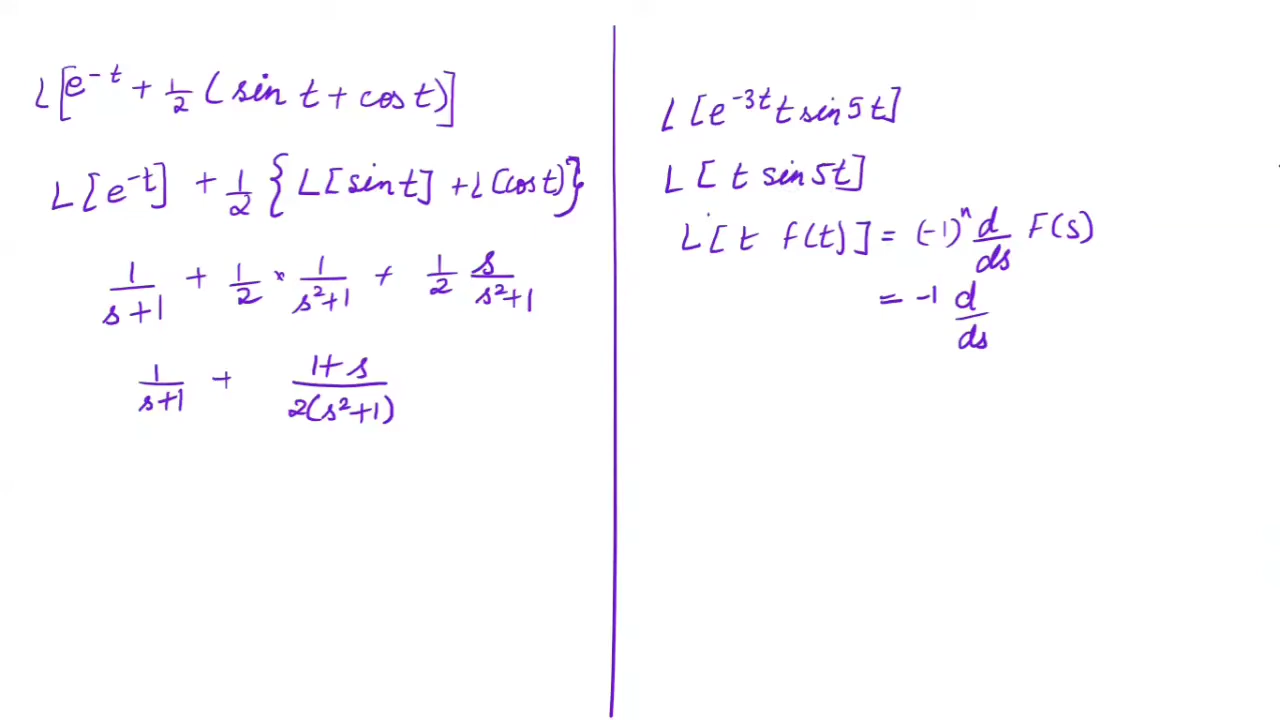 L[e^{-t} + 1/2 (sin t + cos t)]
L[e^{-t}] + 1/2 {L[sin t] + L(cos t)}
1/(s+1) + 1/2 × 1/(s²+1) + 1/2 s/(s²+1)
1/(s+1) + (1+s)/(2(s²+1))
L[e^{-3t} t sin 5t]
L[t sin 5t]
L[t f(t)] = (-1)^n d/ds F(s)
= -1 d/ds